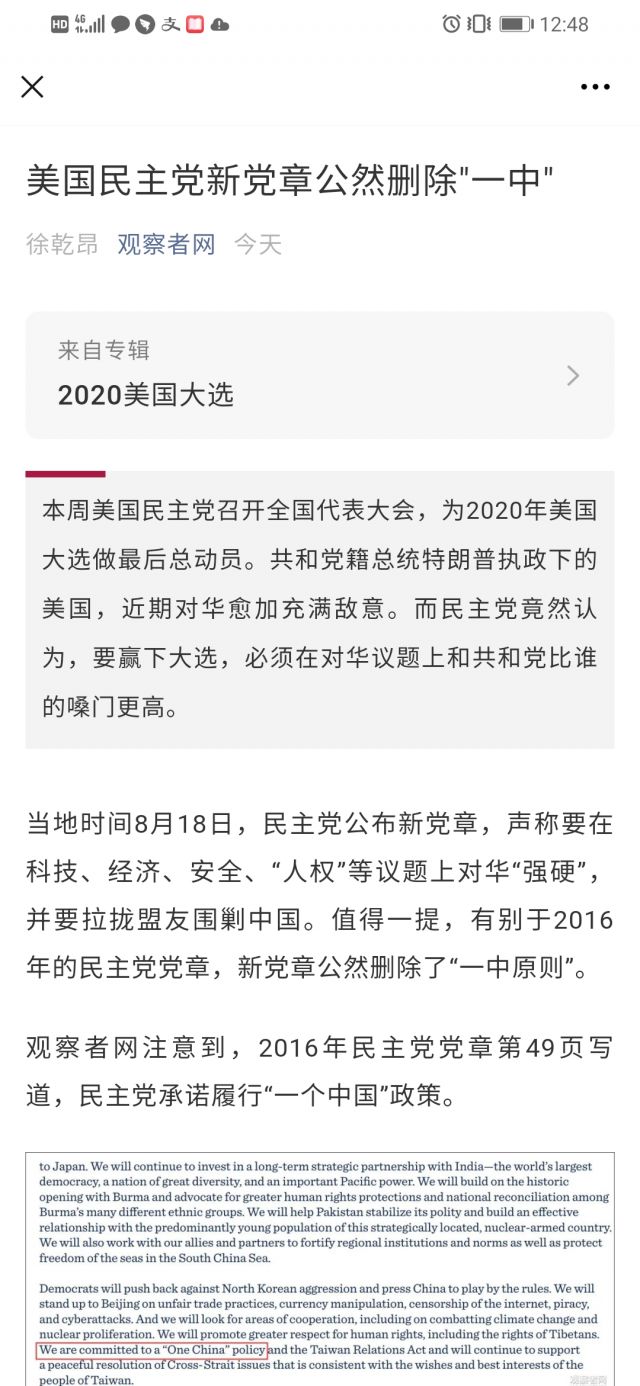 HD 4G 支 12:48
美国民主党新党章公然删除"一中"
徐乾昂 观察者网 今天
来自专辑
2020美国大选
本周美国民主党召开全国代表大会，为2020年美国
大选做最后总动员。共和党籍总统特朗普执政下的
美国，近期对华愈加充满敌意。而民主党竟然认
为，要赢下大选，必须在对华议题上和共和党比谁
的嗓门更高。
当地时间8月18日，民主党公布新党章，声称要在
科技、经济、安全、“人权”等议题上对华“强硬”，
并要拉拢盟友围剿中国。值得一提，有别于2016
年的民主党党章，新党章公然删除了“一中原则”。
观察者网注意到，2016年民主党党章第49页写
道，民主党承诺履行“一个中国”政策。
to Japan. We will continue to invest in a long-term strategic partnership with India—the world's largest
democracy, a nation of great diversity, and an important Pacific power. We will build on the historic
opening with Burma and advocate for greater human rights protections and national reconciliation among
Burma's many different ethnic groups. We will help Pakistan stabilize its polity and build an effective
relationship with the predominantly young population of this strategically located, nuclear-armed country.
We will also work with our allies and partners to fortify regional institutions and norms as well as protect
freedom of the seas in the South China Sea.
Democrats will push back against North Korean aggression and press China to play by the rules. We will
stand up to Beijing on unfair trade practices, currency manipulation, censorship of the internet, piracy,
and cyberattacks. And we will look for areas of cooperation, including on combatting climate change and
nuclear proliferation. We will promote greater respect for human rights, including the rights of Tibetans.
We are committed to a “One China” policy and the Taiwan Relations Act and will continue to support
a peaceful resolution of Cross-Strait issues that is consistent with the wishes and best interests of the
people of Taiwan.
观察者网